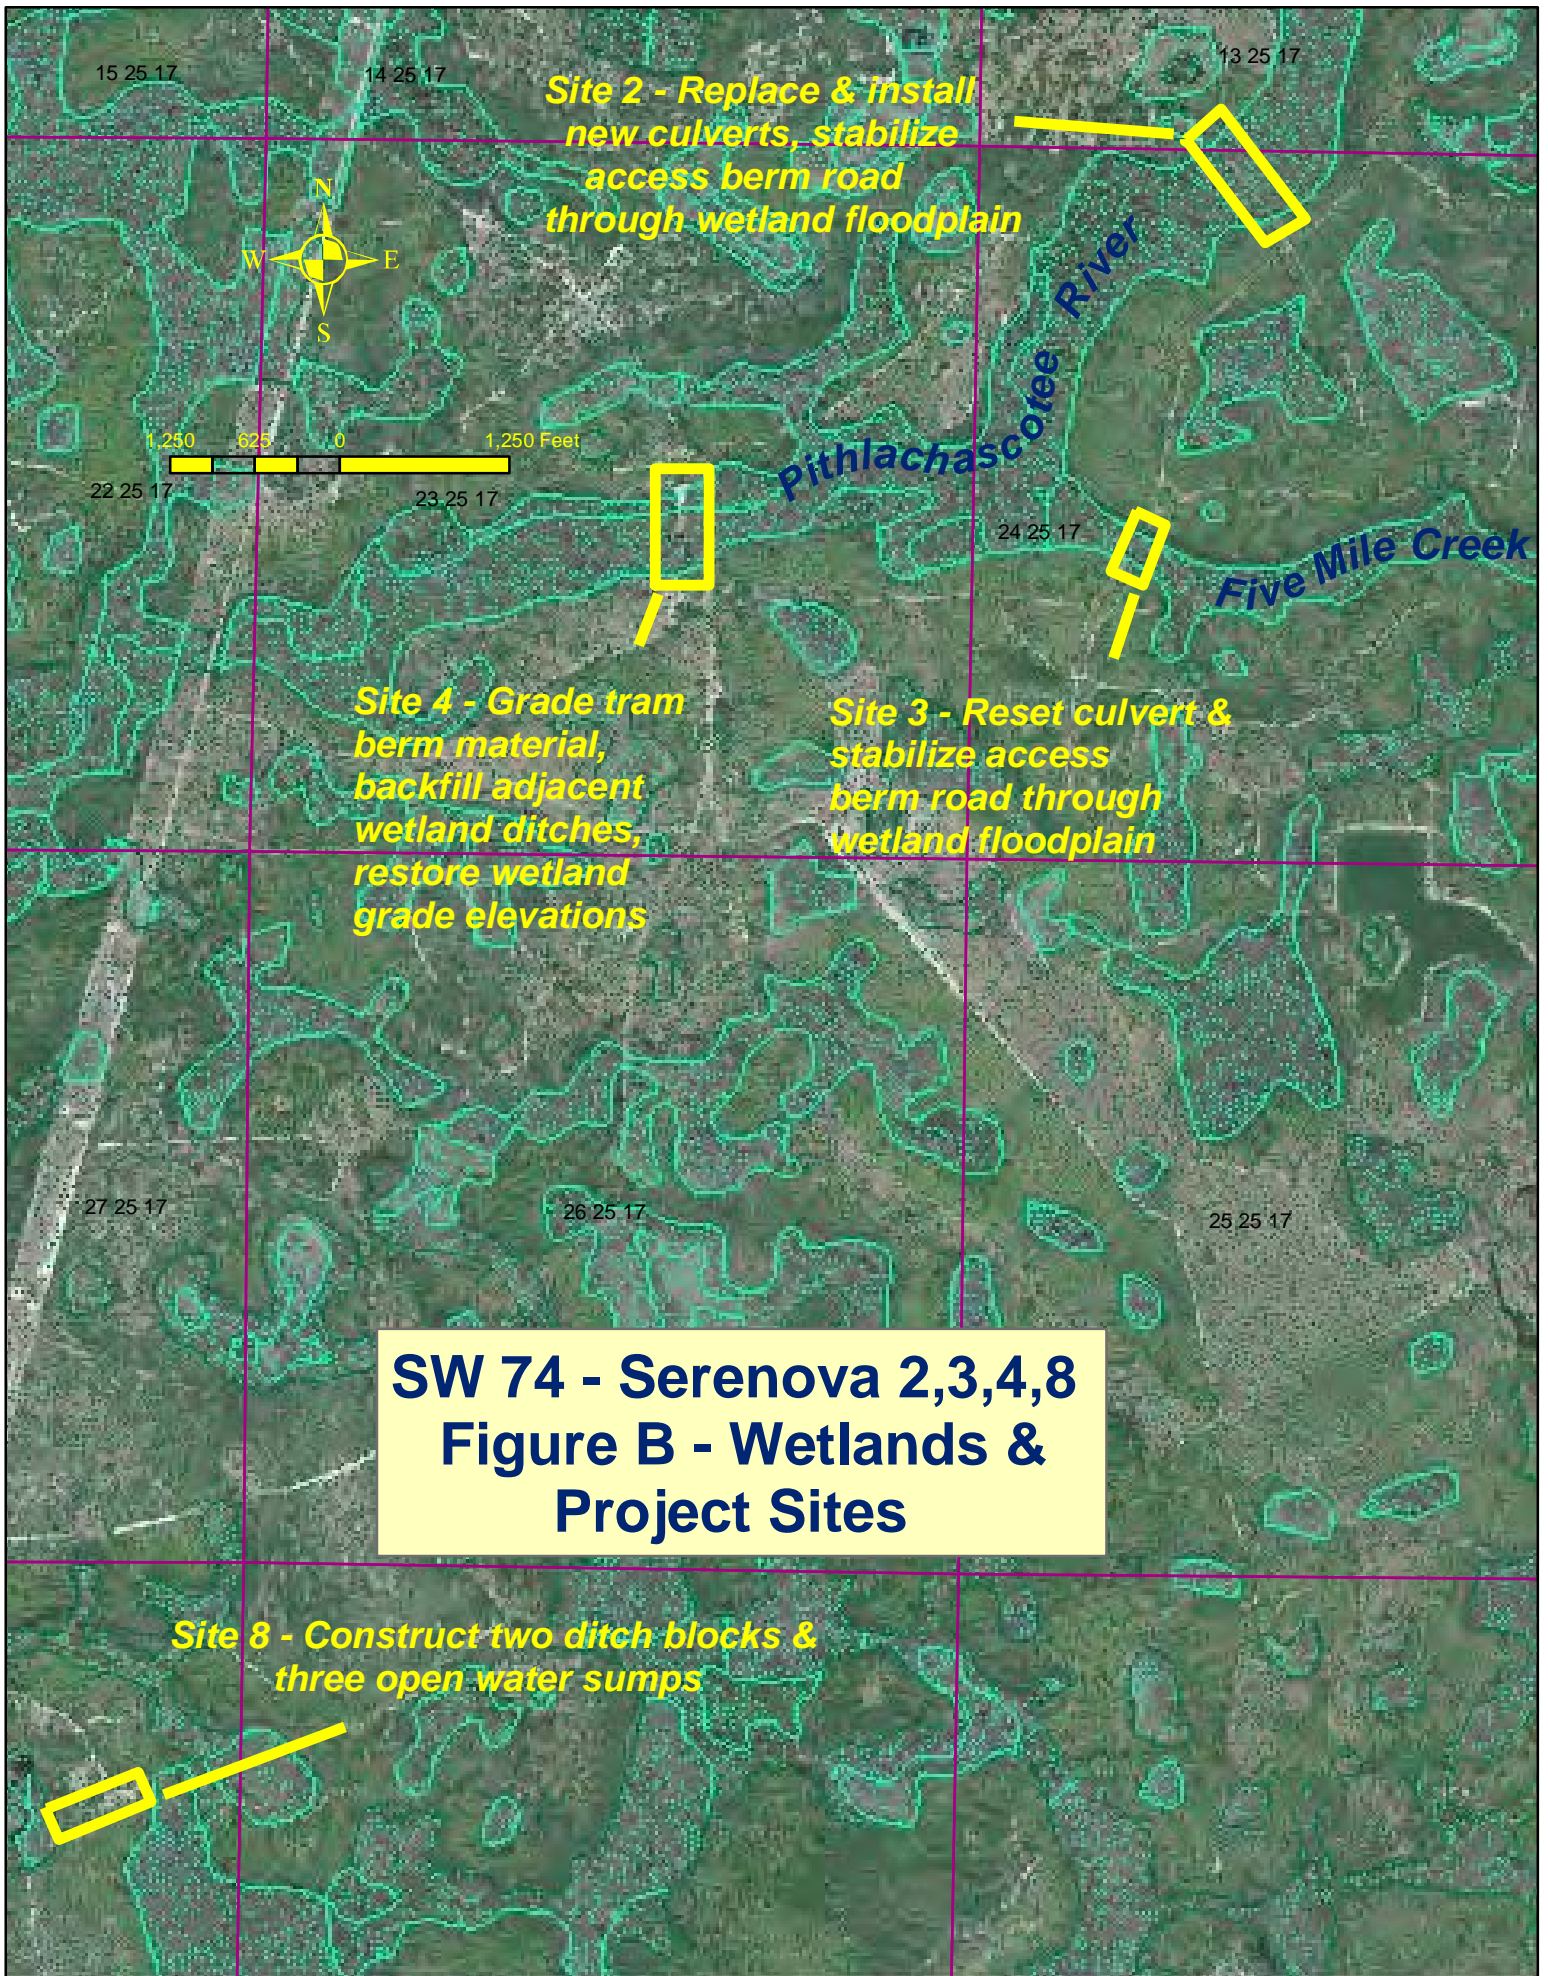 15 25 17
14 25 17
13 25 17
Site 2 - Replace & install
new culverts, stabilize
access berm road
through wetland floodplain
N
W
E
S
Pithlachascotee River
1,250 625 0 1,250 Feet
22 25 17
23 25 17
24 25 17
Five Mile Creek
Site 4 - Grade tram
berm material,
backfill adjacent
wetland ditches,
restore wetland
grade elevations
Site 3 - Reset culvert &
stabilize access
berm road through
wetland floodplain
27 25 17
26 25 17
25 25 17
SW 74 - Serenova 2,3,4,8
Figure B - Wetlands &
Project Sites
Site 8 - Construct two ditch blocks &
three open water sumps